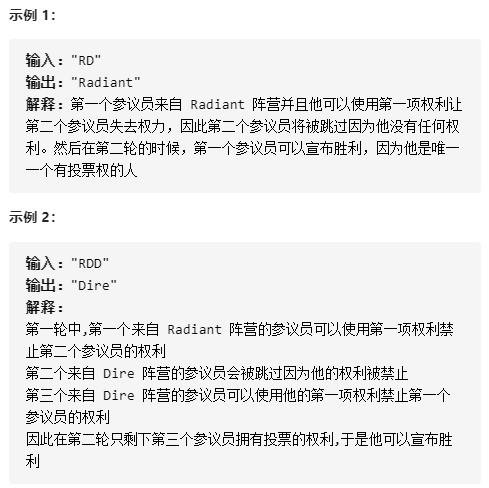 示例 1：
输入："RD"
输出："Radiant"
解释：第一个参议员来自 Radiant 阵营并且他可以使用第一项权利让
第二个参议员失去权力，因此第二个参议员将被跳过因为他没有任何权
利。然后在第二轮的时候，第一个参议员可以宣布胜利，因为他是唯一
一个有投票权的人
示例 2：
输入："RDD"
输出："Dire"
解释：
第一轮中,第一个来自 Radiant 阵营的参议员可以使用第一项权利禁
止第二个参议员的权利
第二个来自 Dire 阵营的参议员会被跳过因为他的权利被禁止
第三个来自 Dire 阵营的参议员可以使用他的第一项权利禁止第一个
参议员的权利
因此在第二轮只剩下第三个参议员拥有投票的权利,于是他可以宣布胜
利